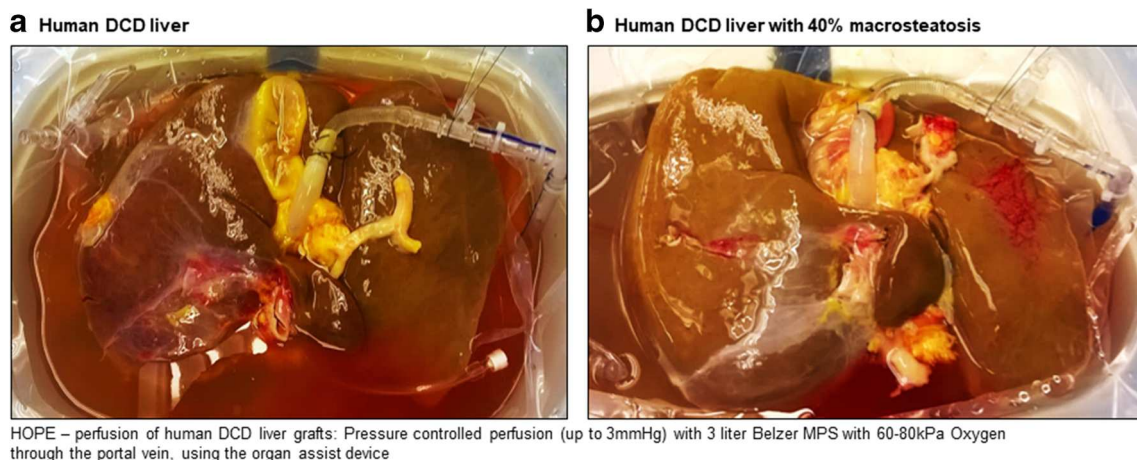 a Human DCD liver
b Human DCD liver with 40% macrosteatosis
HOPE – perfusion of human DCD liver grafts: Pressure controlled perfusion (up to 3mmHg) with 3 liter Belzer MPS with 60-80kPa Oxygen
through the portal vein, using the organ assist device